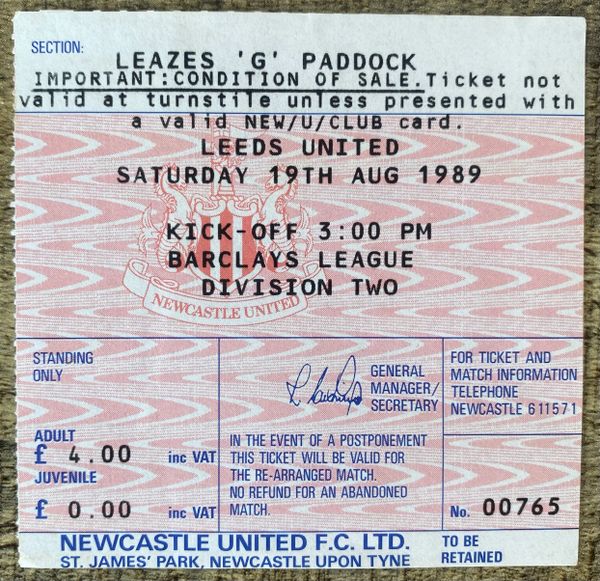 SECTION:
LEAZES 'G' PADDOCK
IMPORTANT:CONDITION OF SALE.Ticket not
valid at turnstile unless presented with
a valid NEW/U/CLUB card.
LEEDS UNITED
SATURDAY 19TH AUG 1989
KICK-OFF 3:00 PM
BARCLAYS LEAGUE
DIVISION TWO
NEWCASTLE UNITED
STANDING
ONLY
GENERAL
MANAGER/
SECRETARY
FOR TICKET AND
MATCH INFORMATION
TELEPHONE
NEWCASTLE 611571
ADULT
£ 4.00 inc VAT
JUVENILE
£ 0.00 inc VAT
IN THE EVENT OF A POSTPONEMENT
THIS TICKET WILL BE VALID FOR
THE RE-ARRANGED MATCH.
NO REFUND FOR AN ABANDONED
MATCH.
No. 00765
NEWCASTLE UNITED F.C. LTD.
ST. JAMES' PARK, NEWCASTLE UPON TYNE
TO BE
RETAINED